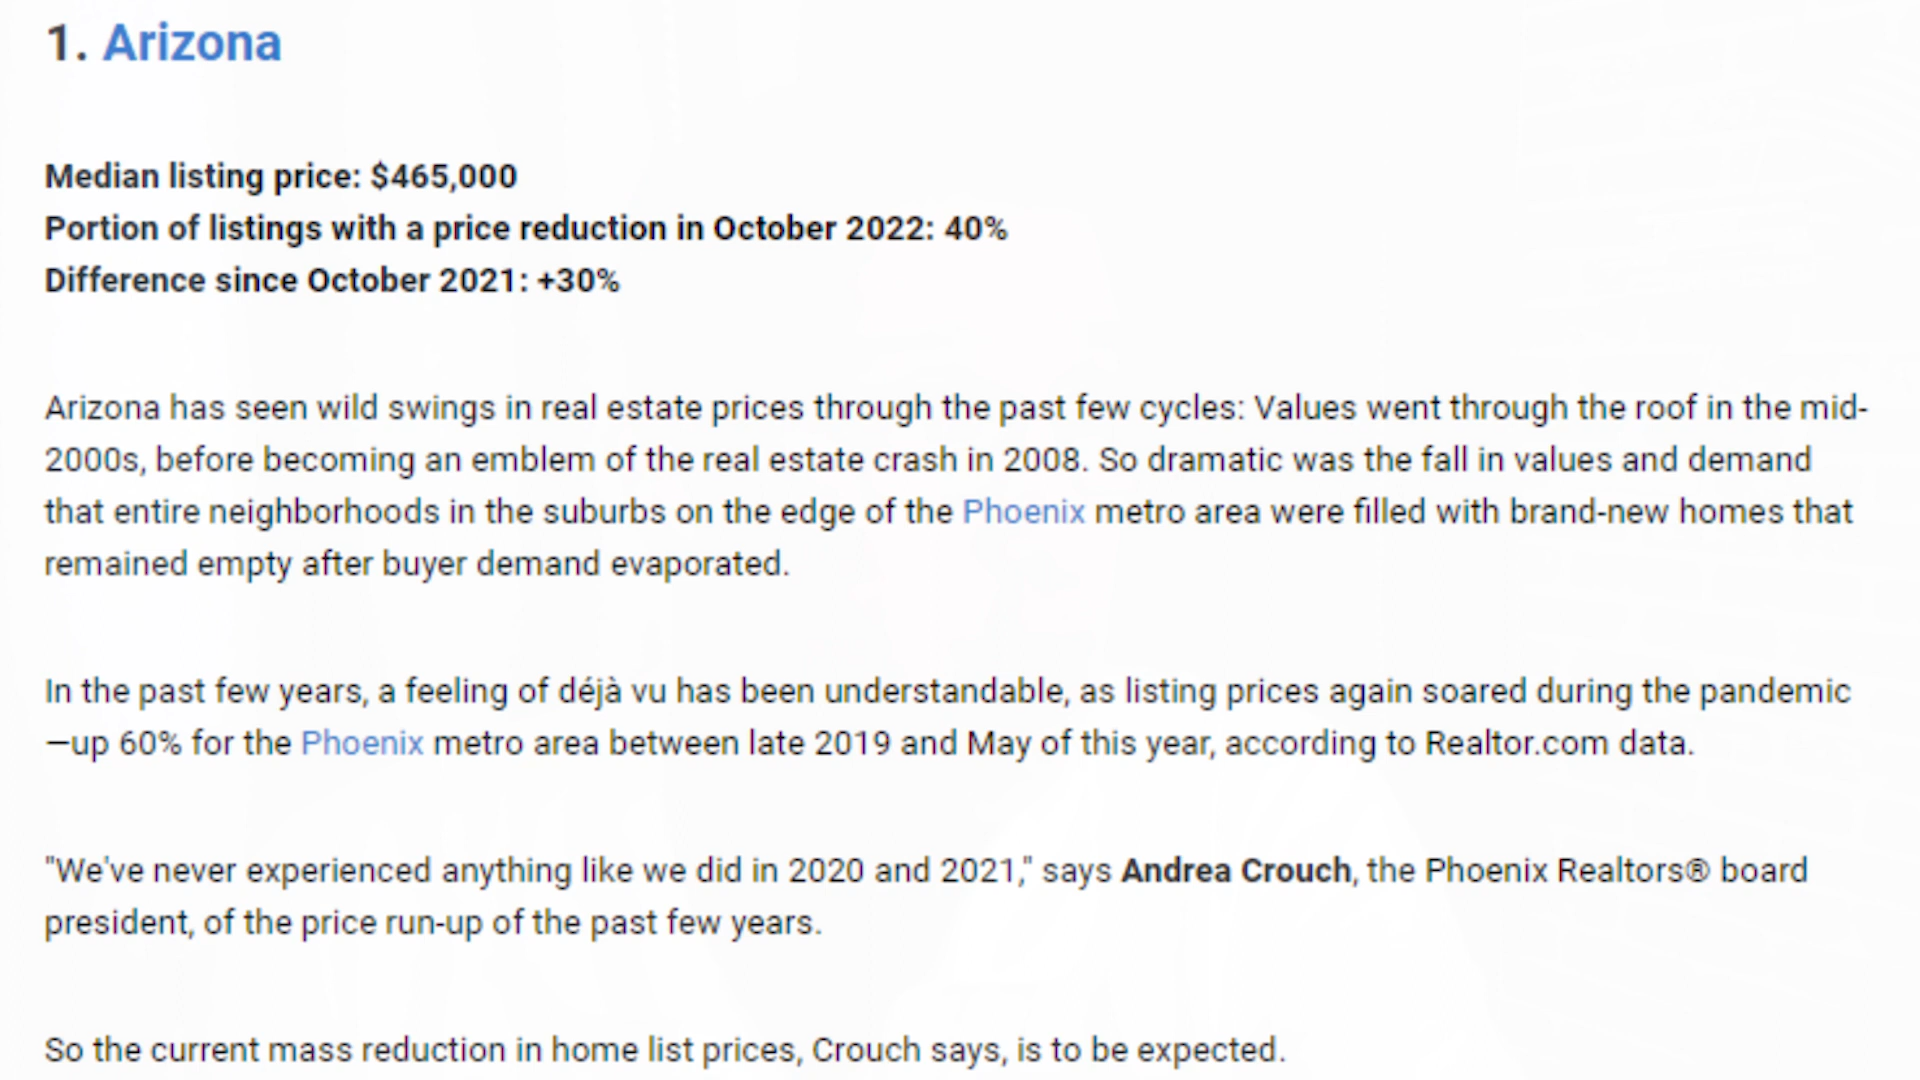 1. Arizona
Median listing price: $465,000
Portion of listings with a price reduction in October 2022: 40%
Difference since October 2021: +30%
Arizona has seen wild swings in real estate prices through the past few cycles: Values went through the roof in the mid-
2000s, before becoming an emblem of the real estate crash in 2008. So dramatic was the fall in values and demand
that entire neighborhoods in the suburbs on the edge of the Phoenix metro area were filled with brand-new homes that
remained empty after buyer demand evaporated.
In the past few years, a feeling of déjà vu has been understandable, as listing prices again soared during the pandemic
—up 60% for the Phoenix metro area between late 2019 and May of this year, according to Realtor.com data.
"We've never experienced anything like we did in 2020 and 2021," says Andrea Crouch, the Phoenix Realtors® board
president, of the price run-up of the past few years.
So the current mass reduction in home list prices, Crouch says, is to be expected.